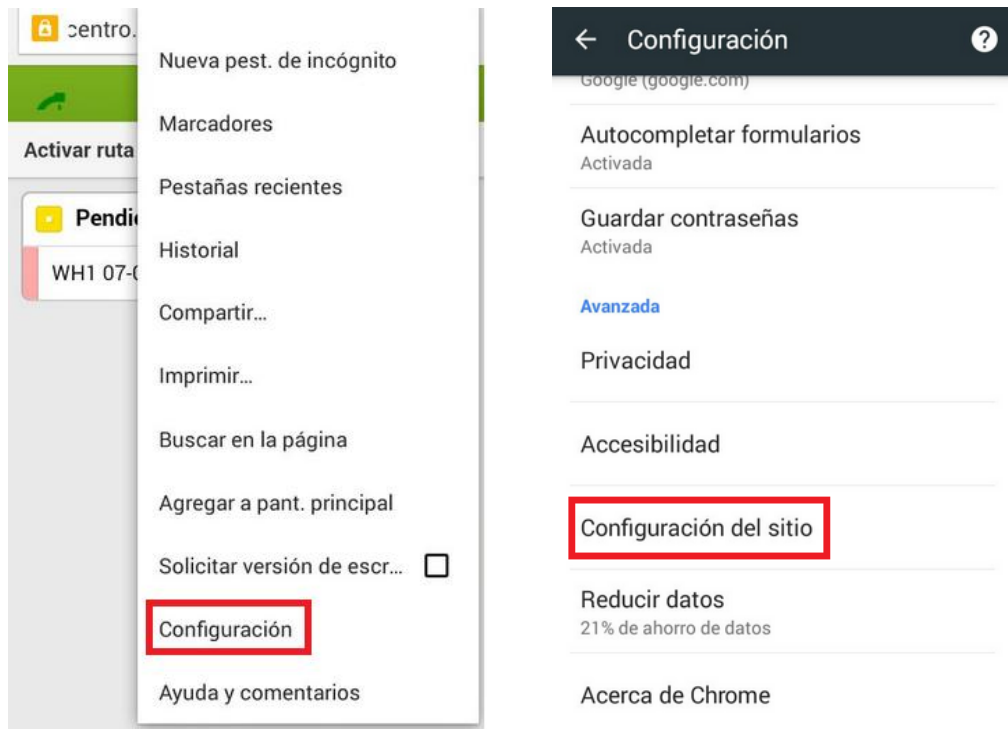 centro.
Activar ruta
WH1 07-
Nueva pest. de incógnito
Marcadores
Pestañas recientes
Historial
Compartir...
Imprimir...
Buscar en la página
Agregar a pant. principal
Solicitar versión de escr...
Configuración
Ayuda y comentarios
Configuración
Google (google.com)
Autocompletar formularios
Activada
Guardar contraseñas
Activada
Avanzada
Privacidad
Accesibilidad
Configuración del sitio
Reducir datos
21% de ahorro de datos
Acerca de Chrome